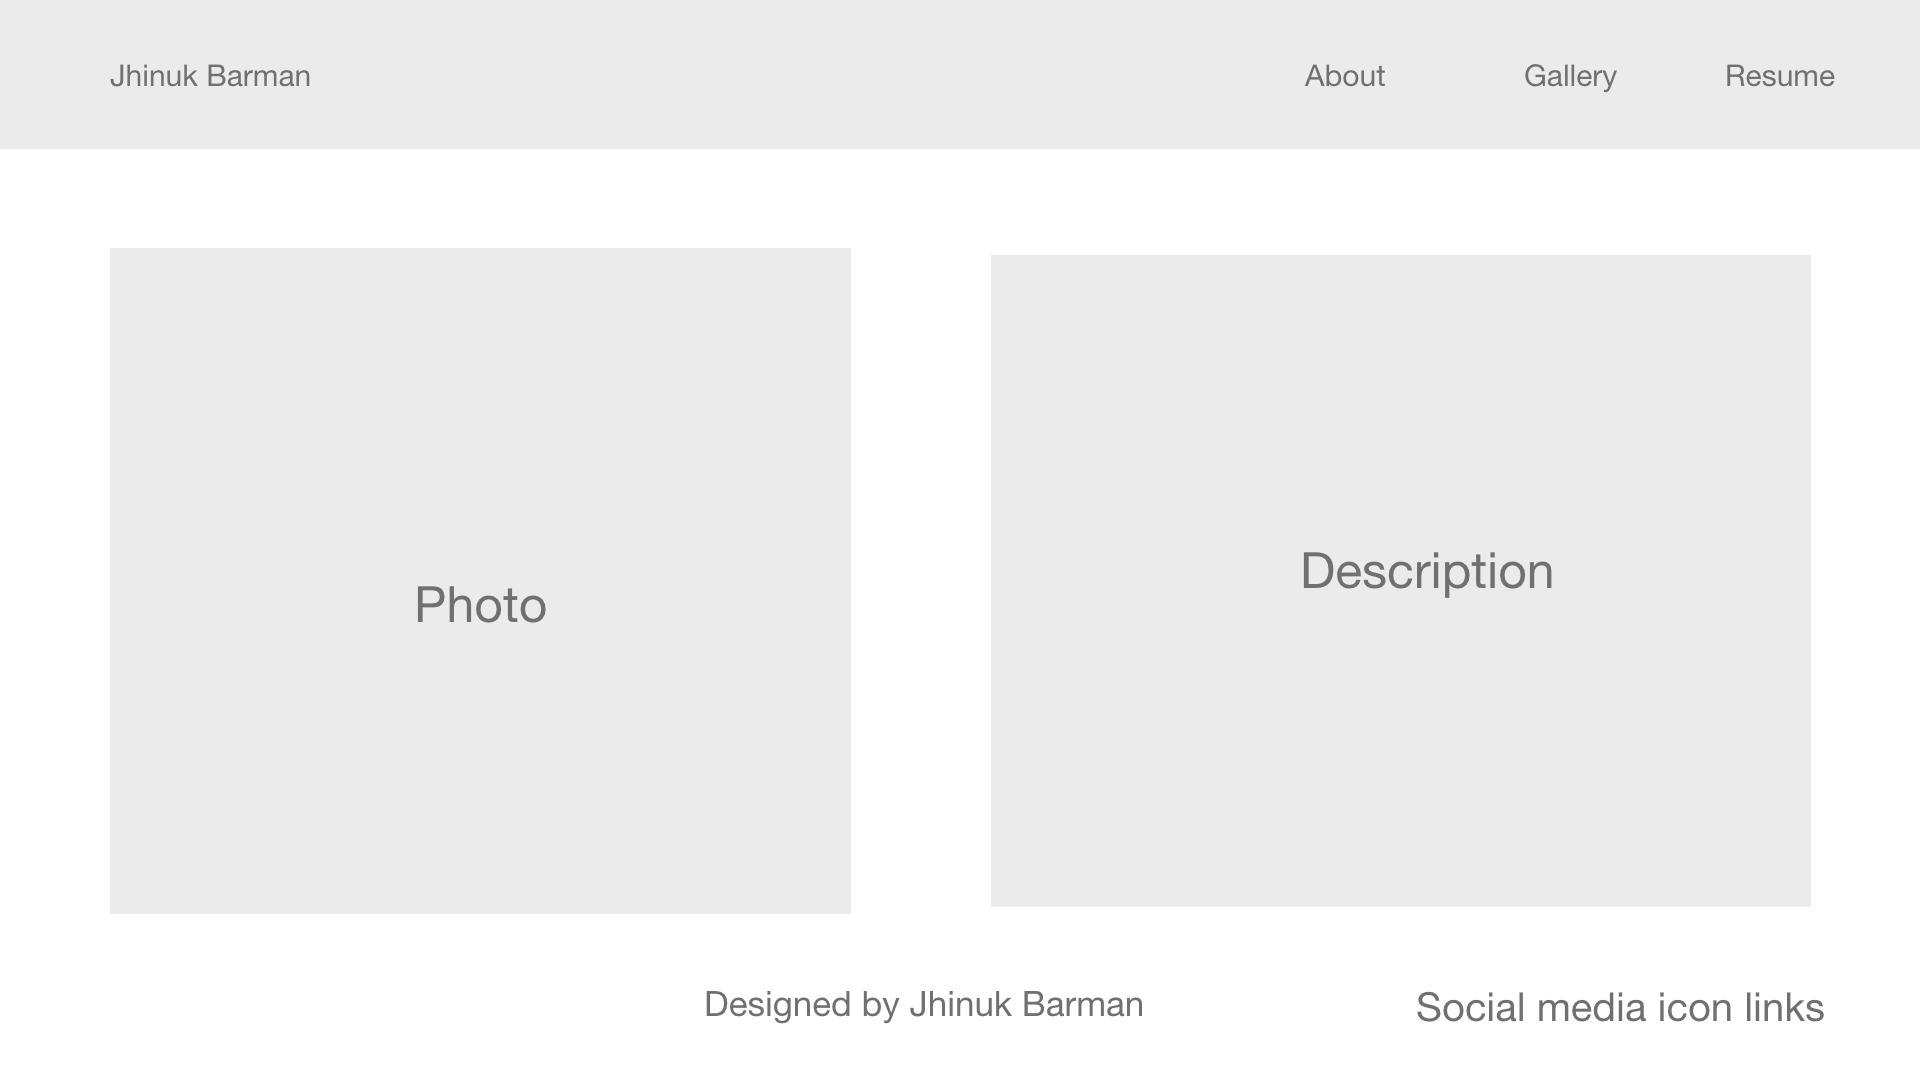 Jhinuk Barman
About
Gallery
Resume
Photo
Description
Designed by Jhinuk Barman
Social media icon links